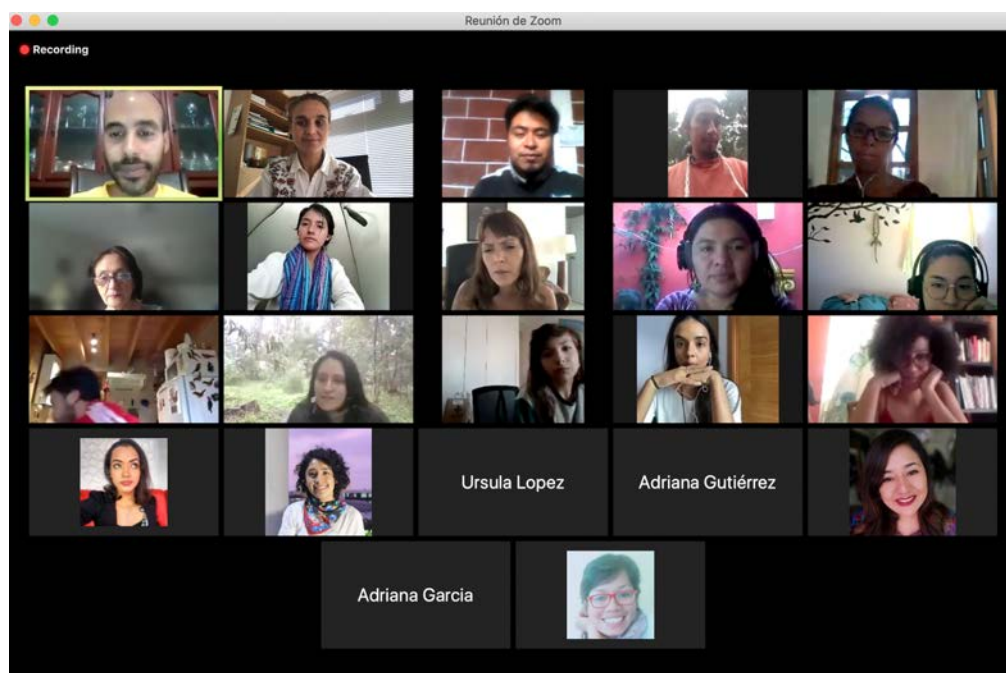 Reunión de Zoom
Recording
Ursula Lopez
Adriana Gutiérrez
Adriana Garcia